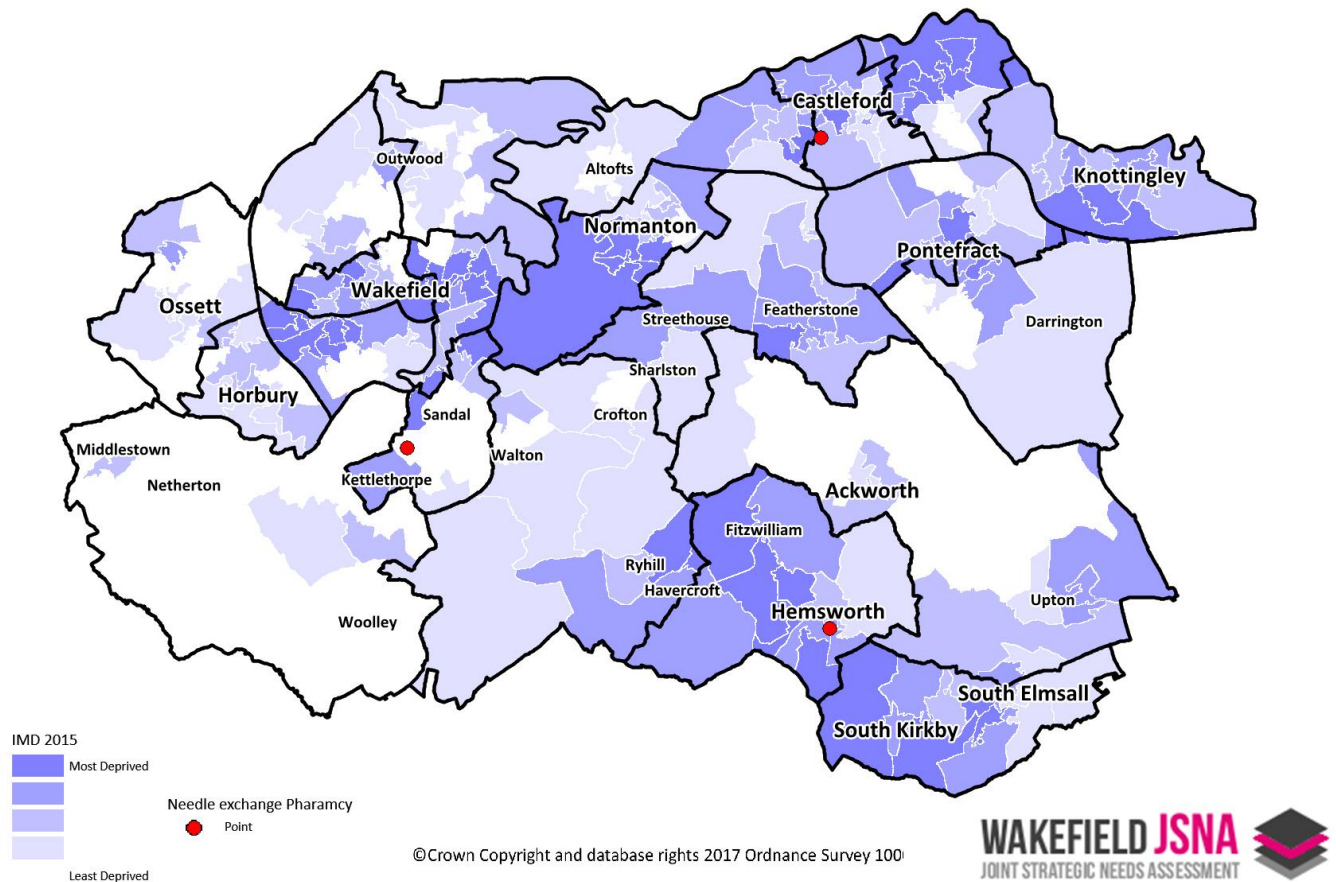 Castleford
Outwood
Altofts
Knottingley
Normanton
Pontefract
Wakefield
Ossett
Streethouse
Featherstone
Darrington
Sharlston
Horbury
Sandal
Crofton
Middlestown
Walton
Kettlethorpe
Netherton
Ackworth
Fitzwilliam
Ryhill
Havercroft
Upton
Hemsworth
Woolley
South Elmsall
South Kirkby
IMD 2015
Most Deprived
Needle exchange Pharamcy
Point
Least Deprived
©Crown Copyright and database rights 2017 Ordnance Survey 100
WAKEFIELD JSNA
JOINT STRATEGIC NEEDS ASSESSMENT